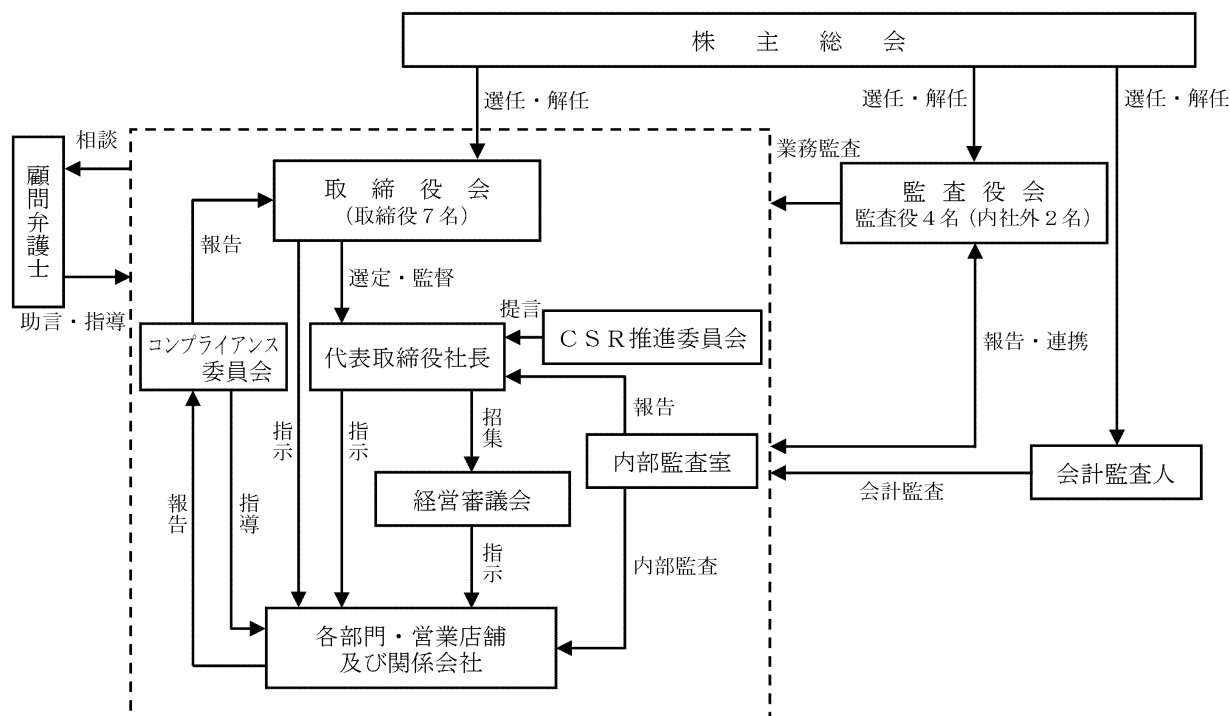 株主総会
選任・解任
選任・解任
選任・解任
相談
顧問弁護士
助言・指導
業務監査
取締役会
(取締役7名)
監査役会
監査役4名(内社外2名)
報告
選定・監督
提言
コンプライアンス
委員会
代表取締役社長
CSR推進委員会
報告・連携
報告
指示
指示
招集
内部監査室
会計監査人
会計監査
経営審議会
報告
指導
指示
内部監査
各部門・営業店舗
及び関係会社